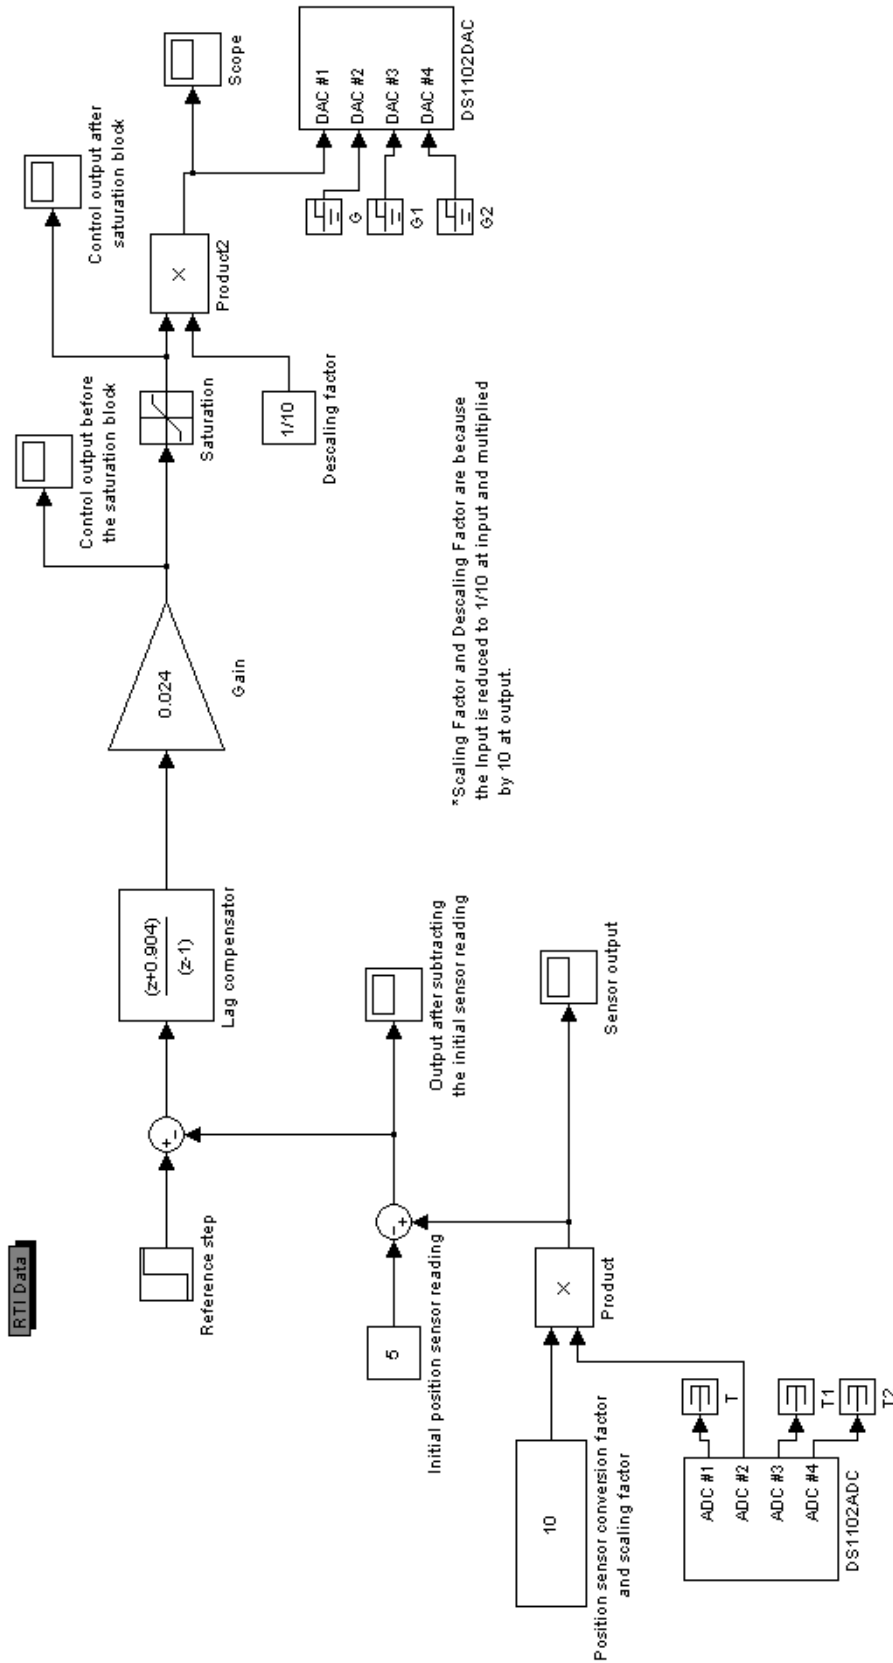 RTI Data
Reference step
+
-
(z+0.904)
(z-1)
Lag compensator
0.024
Gain
Control output before
the saturation block
Saturation
Control output after
saturation block
1/10
Descaling factor
×
Product2
Scope
G
G1
G2
DAC #1
DAC #2
DAC #3
DAC #4
DS1102DAC
5
Initial position sensor reading
-
+
Output after subtracting
the initial sensor reading
*Scaling Factor and Descaling Factor are because
the Input is reduced to 1/10 at input and multiplied
by 10 at output.
10
Position sensor conversion factor
and scaling factor
×
Product
Sensor output
ADC #1
ADC #2
ADC #3
ADC #4
DS1102ADC
T
T1
T2